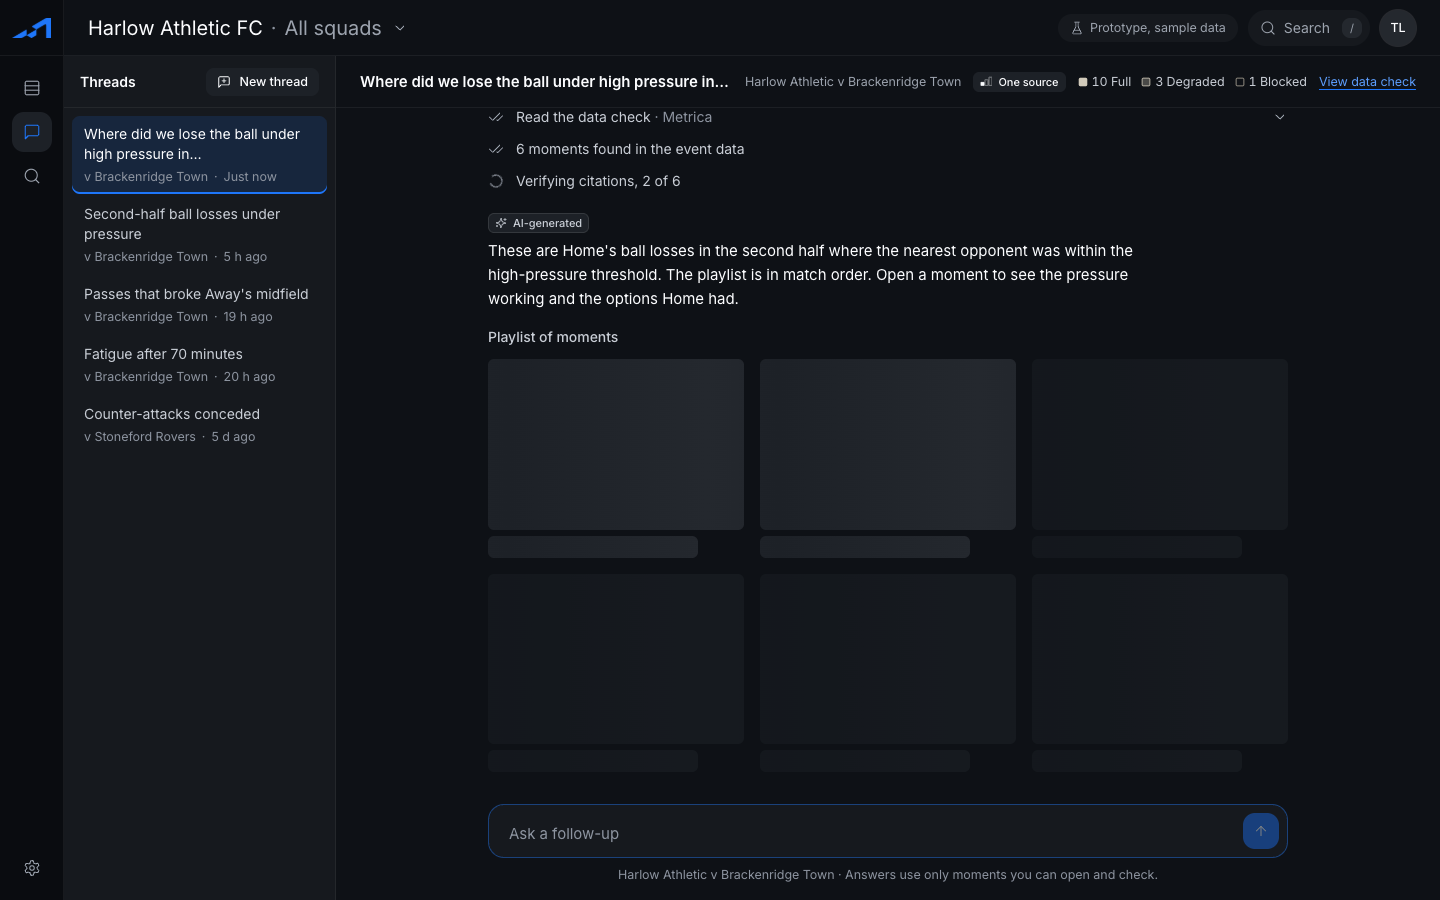 Harlow Athletic FC · All squads
Prototype, sample data
Search /
TL
Threads
New thread
Where did we lose the ball under high pressure in…
Harlow Athletic v Brackenridge Town
One source
10 Full
3 Degraded
1 Blocked
View data check
Where did we lose the ball under
high pressure in…
v Brackenridge Town · Just now
Second-half ball losses under
pressure
v Brackenridge Town · 5 h ago
Passes that broke Away's midfield
v Brackenridge Town · 19 h ago
Fatigue after 70 minutes
v Brackenridge Town · 20 h ago
Counter-attacks conceded
v Stoneford Rovers · 5 d ago
Read the data check · Metrica
6 moments found in the event data
Verifying citations, 2 of 6
AI-generated
These are Home's ball losses in the second half where the nearest opponent was within the
high-pressure threshold. The playlist is in match order. Open a moment to see the pressure
working and the options Home had.
Playlist of moments
Ask a follow-up
Harlow Athletic v Brackenridge Town · Answers use only moments you can open and check.